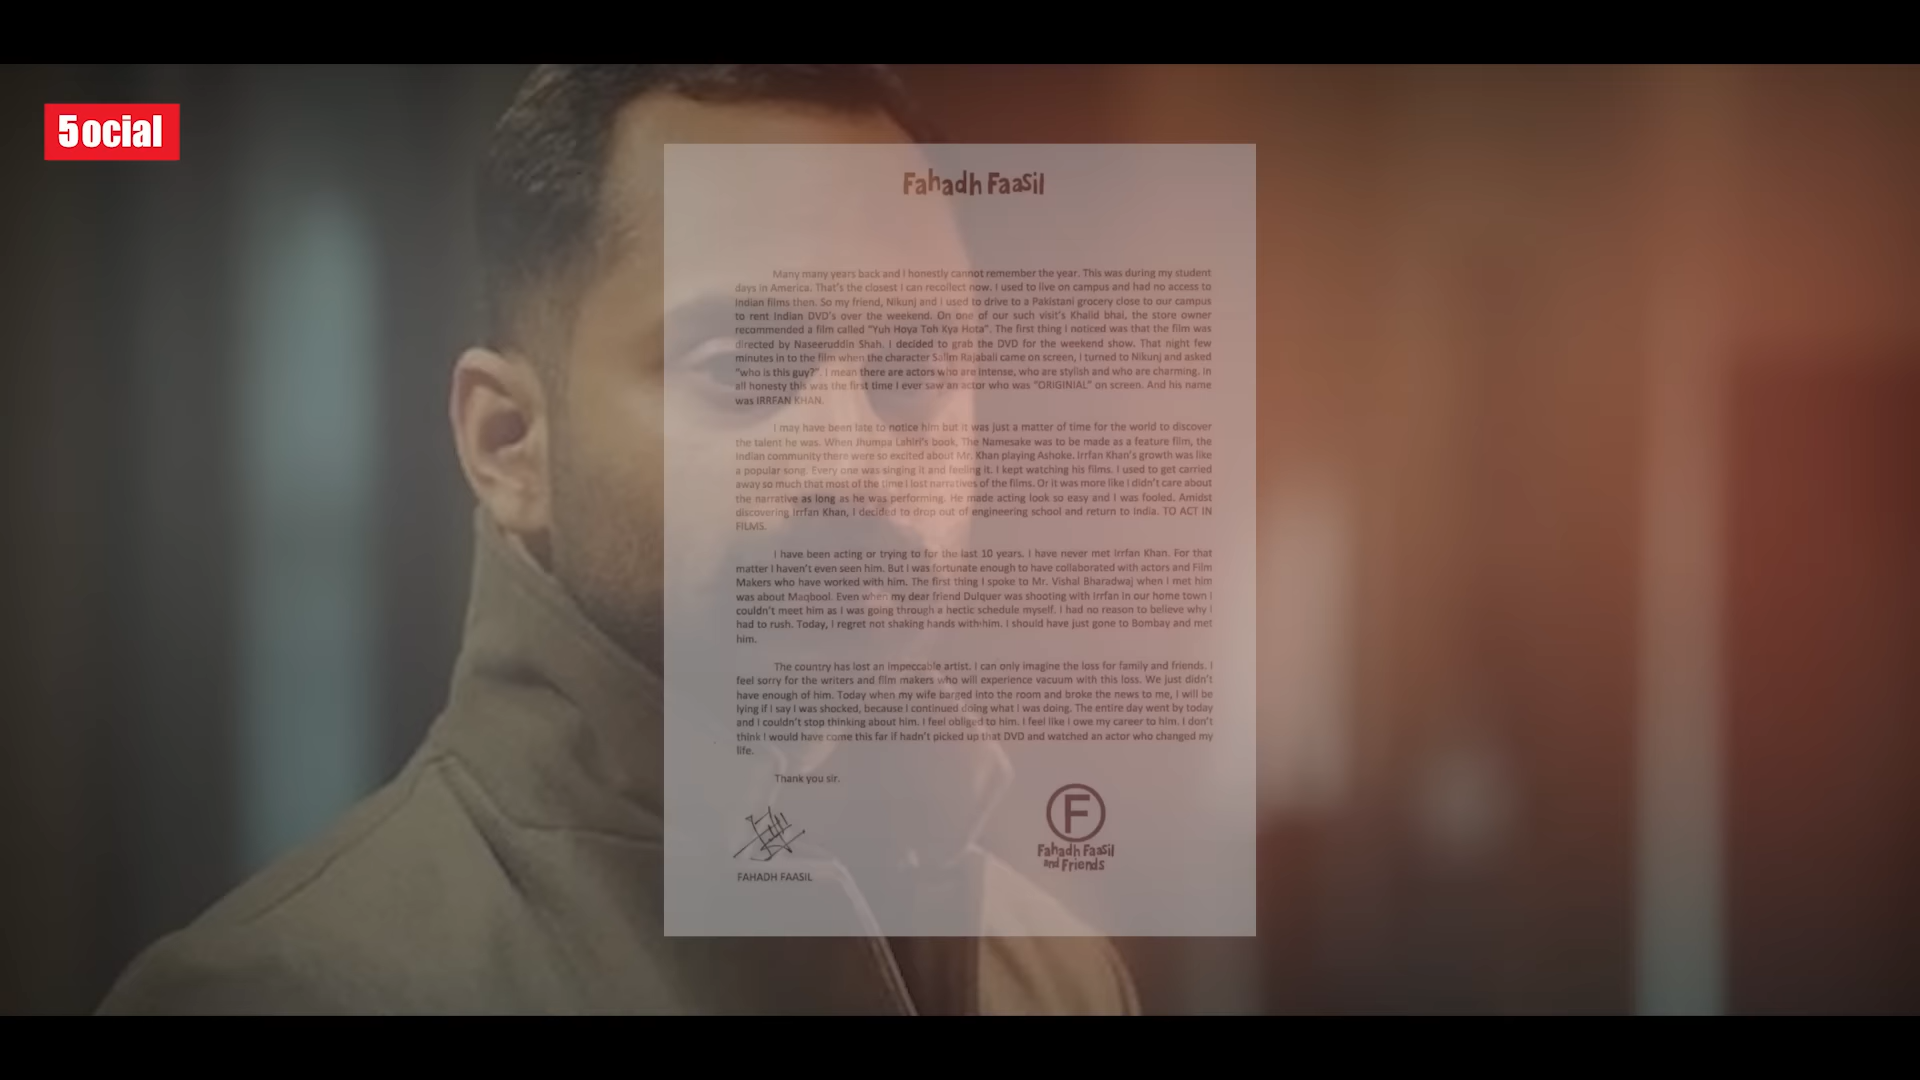 5ocial
Fahadh Faasil
Many many years back and I honestly cannot remember the year. This was during my student
days in America. That's the closest I can recollect now. I used to live on campus and had no access to
Indian films then. So my friend, Nikunj and I used to drive to a Pakistani grocery close to our campus
to rent Indian DVD's over the weekend. On one of our such visit's Khalid bhai, the store owner
recommended a film called "Yuh Hoya Toh Kya Hota". The first thing I noticed was that the film was
directed by Naseeruddin Shah. I decided to grab the DVD for the weekend show. That night few
minutes in to the film when the character Salim Rajabali came on screen, I turned to Nikunj and asked
"who is this guy?". I mean there are actors who are intense, who are stylish and who are charming. In
all honesty this was the first time I ever saw an actor who was "ORIGINIAL" on screen. And his name
was IRRFAN KHAN.
I may have been late to notice him but it was just a matter of time for the world to discover
the talent he was. When Jhumpa Lahiri's book, The Namesake was to be made as a feature film, the
Indian community there were so excited about Mr. Khan playing Ashoke. Irrfan Khan's growth was like
a popular song. Every one was singing it and feeling it. I kept watching his films. I used to get carried
away so much that most of the time I lost narratives of the films. Or it was more like I didn't care about
the narrative as long as he was performing. He made acting look so easy and I was fooled. Amidst
discovering Irrfan Khan, I decided to drop out of engineering school and return to India. TO ACT IN
FILMS.
I have been acting or trying to for the last 10 years. I have never met Irrfan Khan. For that
matter I haven't even seen him. But I was fortunate enough to have collaborated with actors and Film
Makers who have worked with him. The first thing I spoke to Mr. Vishal Bharadwaj when I met him
was about Maqbool. Even when my dear friend Dulquer was shooting with Irrfan in our home town I
couldn't meet him as I was going through a hectic schedule myself. I had no reason to believe why I
had to rush. Today, I regret not shaking hands with him. I should have just gone to Bombay and met
him.
The country has lost an impeccable artist. I can only imagine the loss for family and friends. I
feel sorry for the writers and film makers who will experience vacuum with this loss. We just didn't
have enough of him. Today when my wife barged into the room and broke the news to me, I will be
lying if I say I was shocked, because I continued doing what I was doing. The entire day went by today
and I couldn't stop thinking about him. I feel obliged to him. I feel like I owe my career to him. I don't
think I would have come this far if hadn't picked up that DVD and watched an actor who changed my
life.
Thank you sir.
FAHADH FAASIL
F
Fahadh Faasil
and Friends